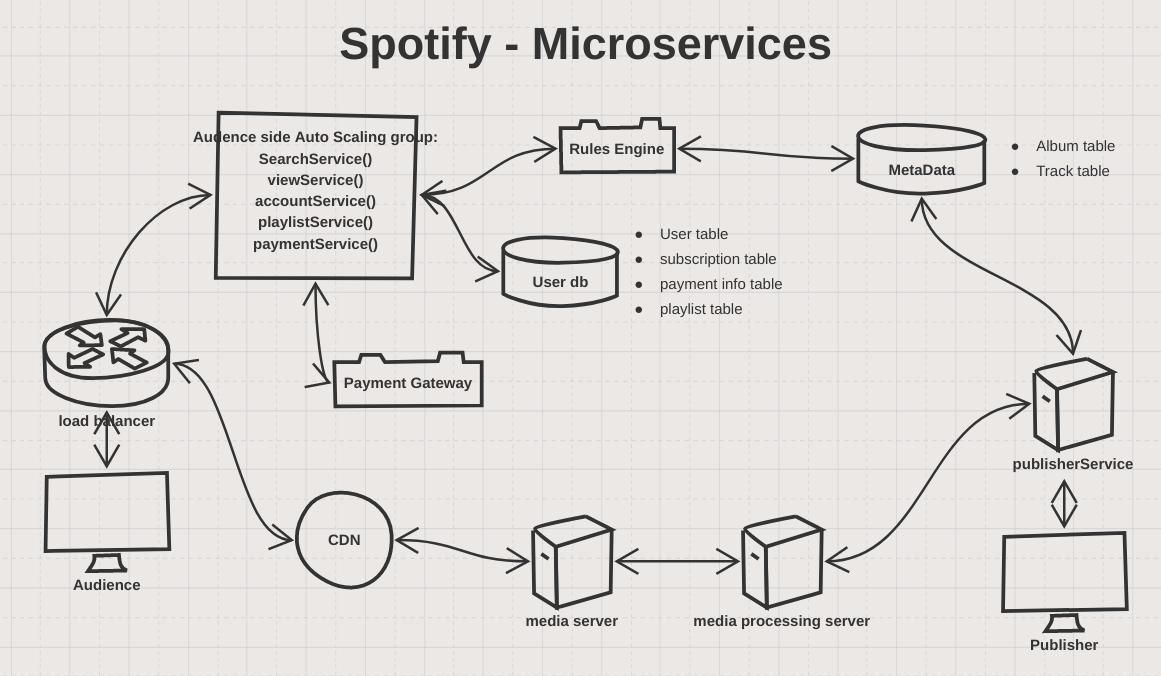 Spotify - Microservices
Audence side Auto Scaling group:
SearchService()
viewService()
accountService()
playlistService()
paymentService()
Rules Engine
MetaData
• Album table
• Track table
User db
• User table
• subscription table
• payment info table
• playlist table
Payment Gateway
load balancer
Audience
CDN
media server
media processing server
publisherService
Publisher